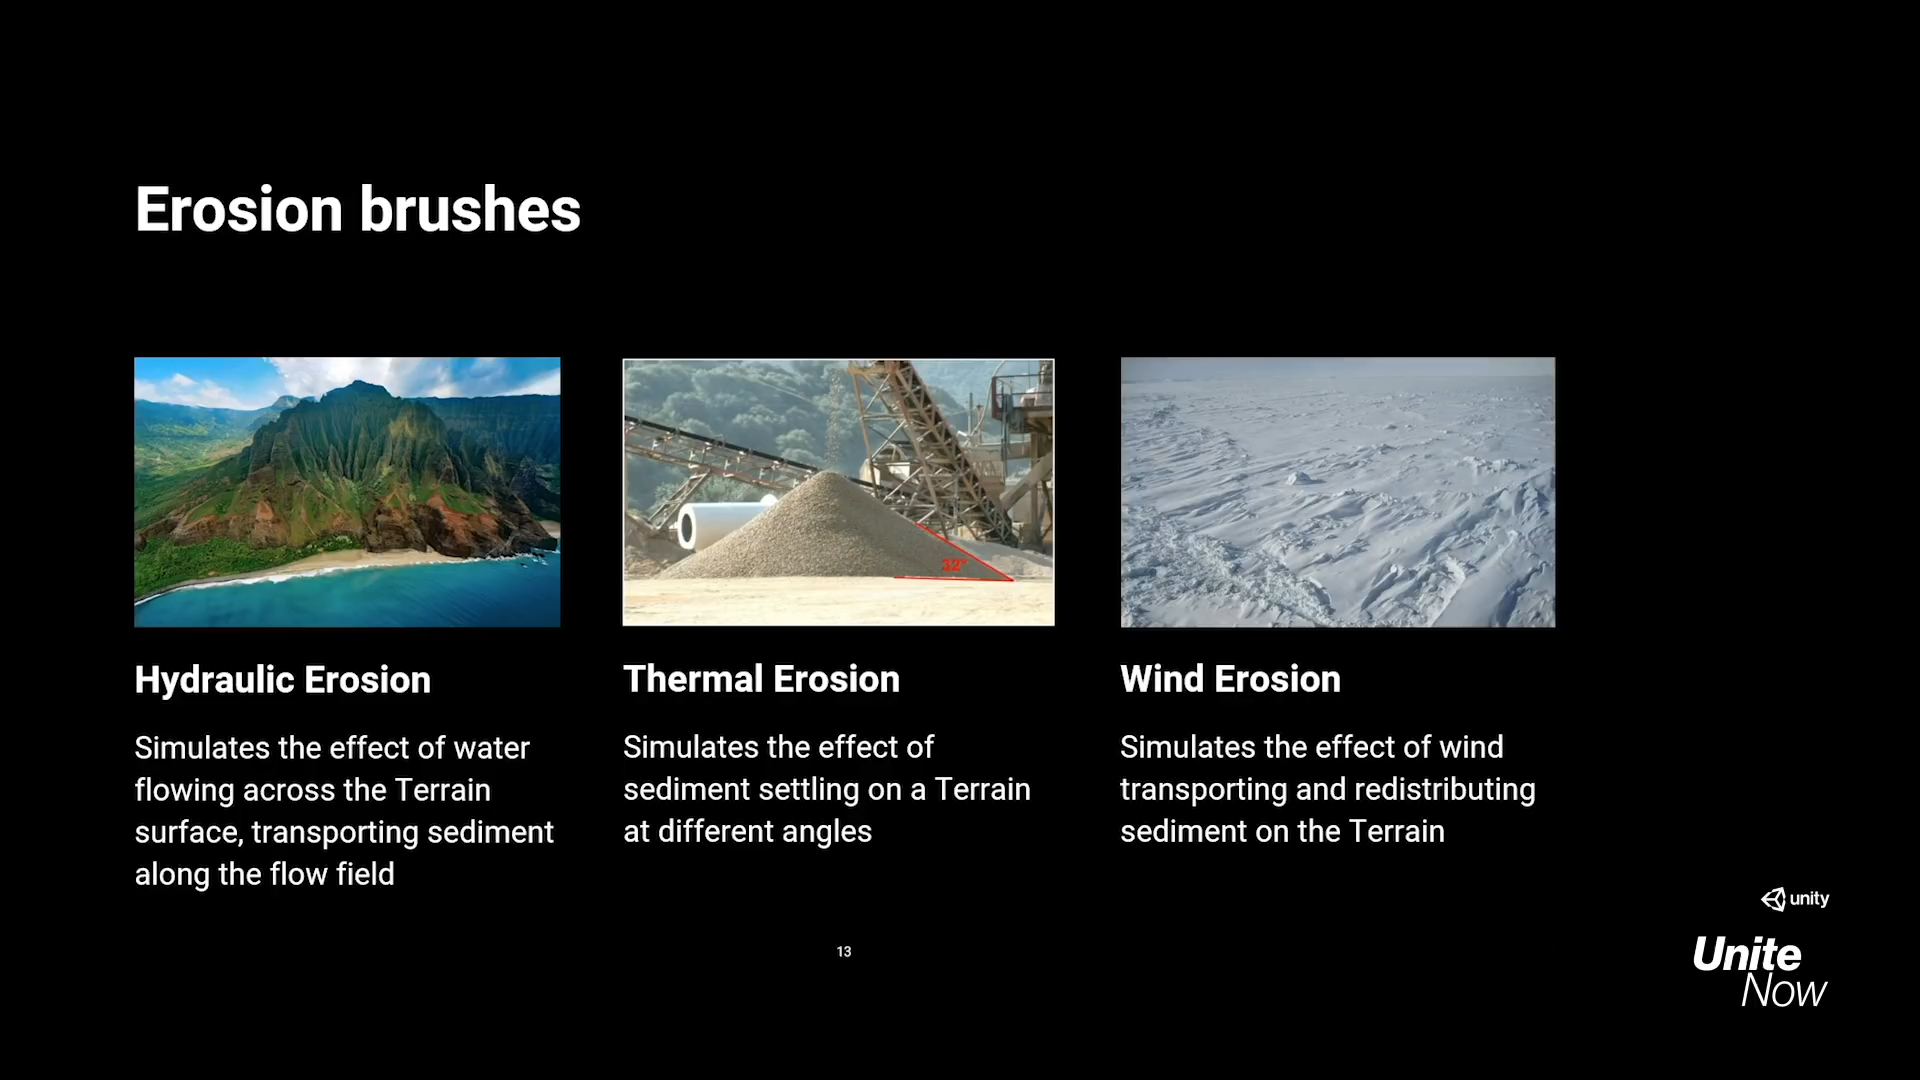 Erosion brushes
32°
Hydraulic Erosion
Simulates the effect of water
flowing across the Terrain
surface, transporting sediment
along the flow field
Thermal Erosion
Simulates the effect of
sediment settling on a Terrain
at different angles
Wind Erosion
Simulates the effect of wind
transporting and redistributing
sediment on the Terrain
13
unity
Unite
Now